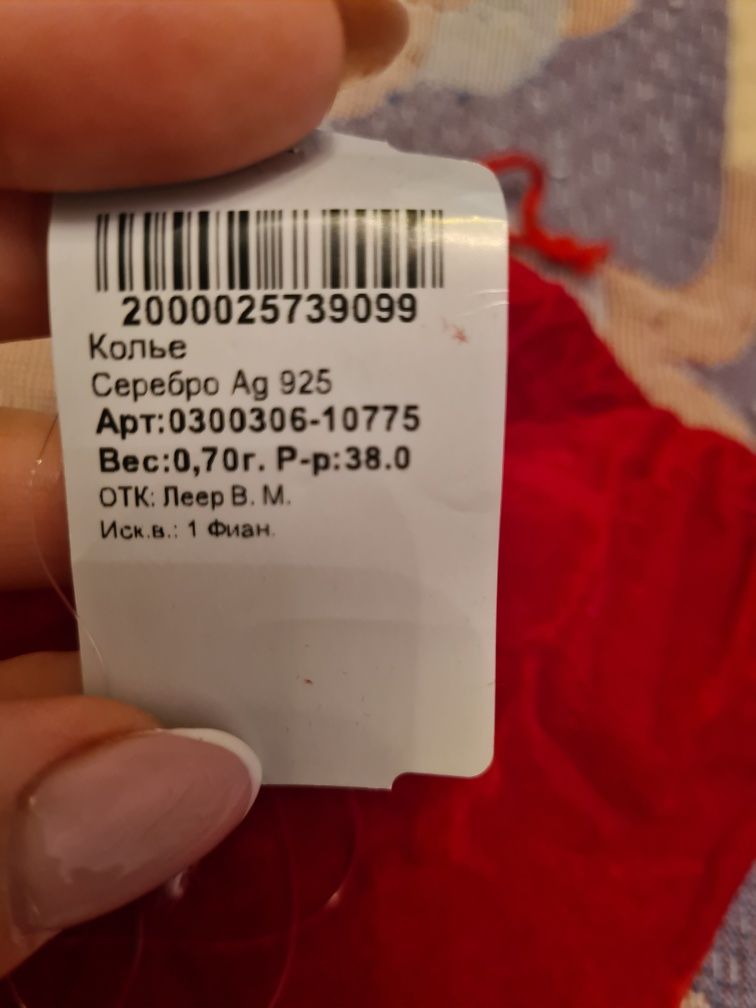 2000025739099
Колье
Серебро Ag 925
Арт:0300306-10775
Вес:0,70г. Р-р:38.0
ОТК: Леер В. М.
Иск.в.: 1 Фиан.